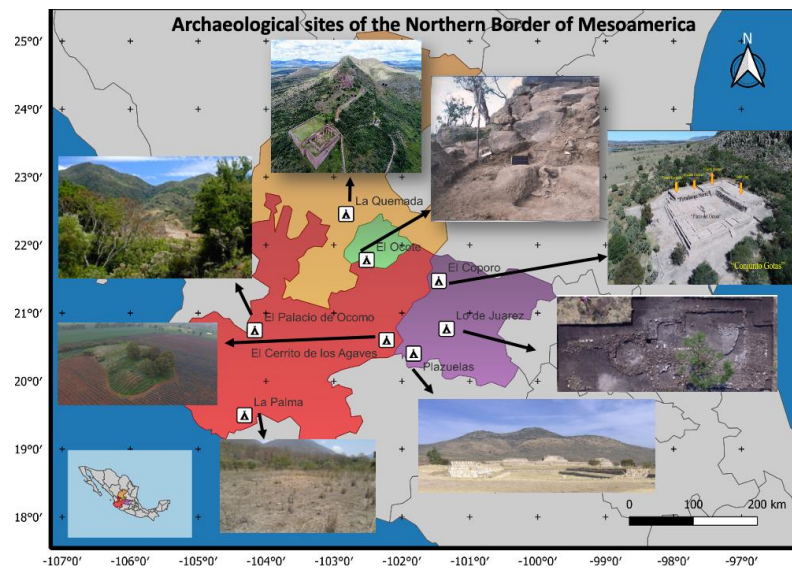 Archaeological sites of the Northern Border of Mesoamerica
25°0'
24°0'
23°0'
22°0'
21°0'
20°0'
19°0'
18°0'
N
La Quemada
El Ocote
El Coporo
El Palacio de Ocomo
Lo de Juarez
El Cerrito de los Agaves
Plazuelas
La Palma
"Conjunto Gotas"
0 100 200 km
-107°0' -106°0' -105°0' -104°0' -103°0' -102°0' -101°0' -100°0' -99°0' -98°0' -97°0'